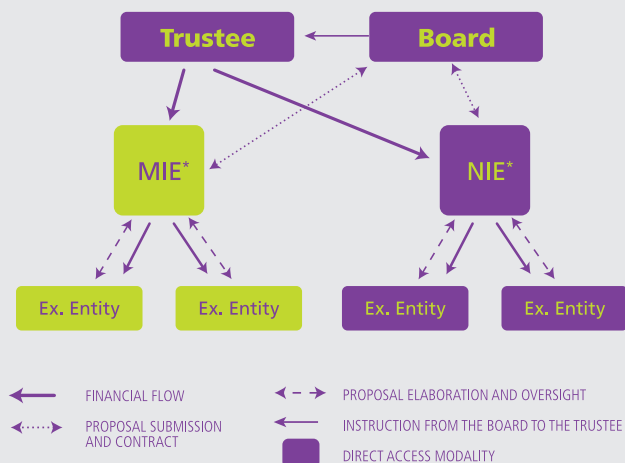 Trustee
Board
MIE*
NIE*
Ex. Entity
Ex. Entity
Ex. Entity
Ex. Entity
FINANCIAL FLOW
PROPOSAL SUBMISSION
AND CONTRACT
PROPOSAL ELABORATION AND OVERSIGHT
INSTRUCTION FROM THE BOARD TO THE TRUSTEE
DIRECT ACCESS MODALITY